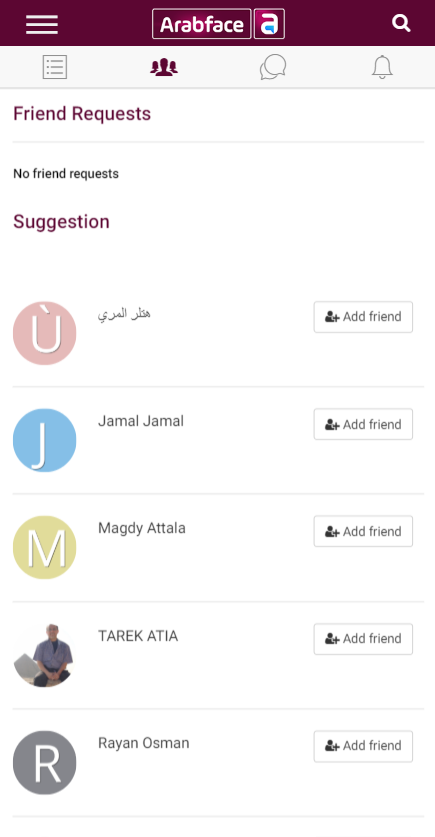 Arabface a
Friend Requests
No friend requests
Suggestion
Ù
هتلر المري
Add friend
J
Jamal Jamal
Add friend
M
Magdy Attala
Add friend
TAREK ATIA
Add friend
R
Rayan Osman
Add friend